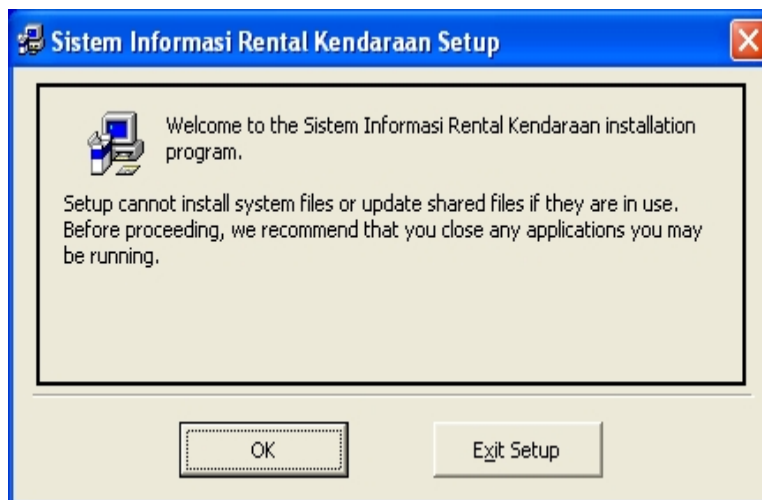 Sistem Informasi Rental Kendaraan Setup
Welcome to the Sistem Informasi Rental Kendaraan installation
program.
Setup cannot install system files or update shared files if they are in use.
Before proceeding, we recommend that you close any applications you may
be running.
OK
Exit Setup